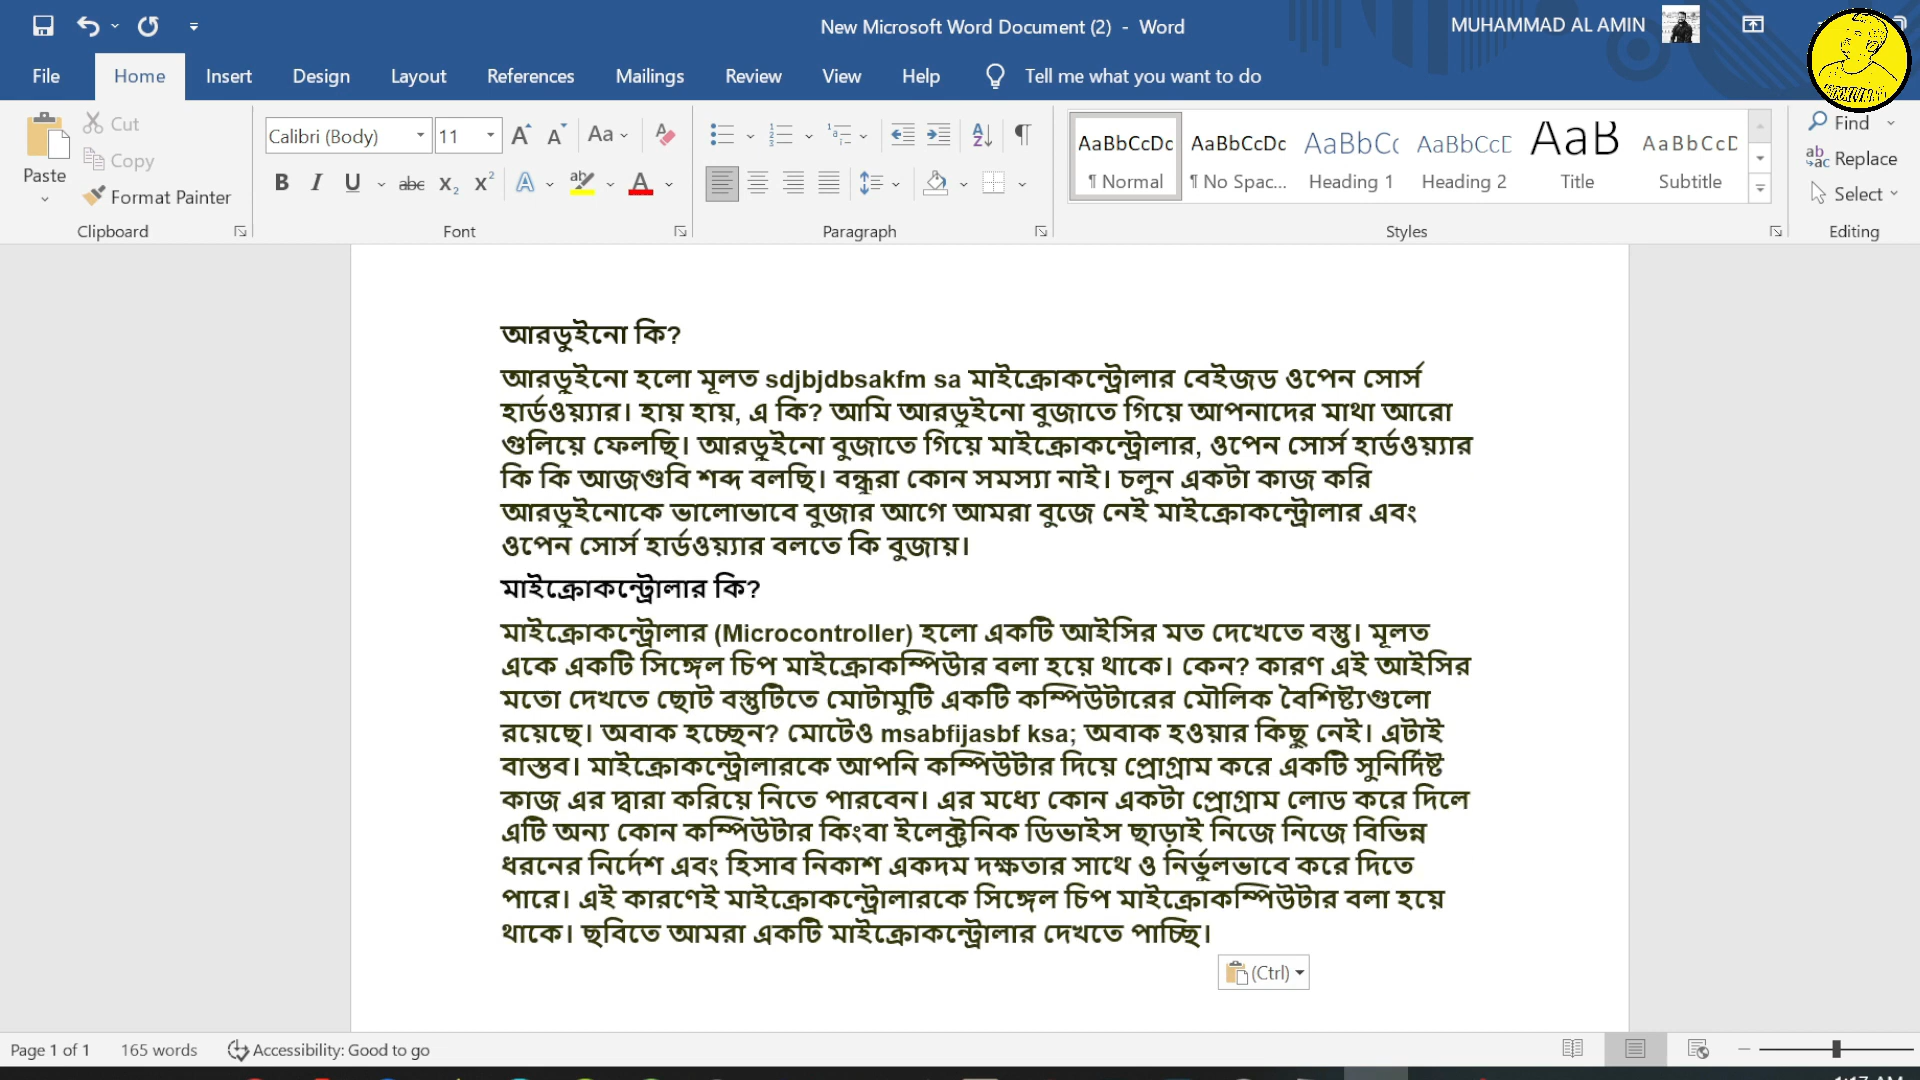 New Microsoft Word Document (2) - Word
MUHAMMAD AL AMIN
File Home Insert Design Layout References Mailings Review View Help Tell me what you want to do
Paste
Cut
Copy
Format Painter
Clipboard
Calibri (Body) 11
Font
Paragraph
AaBbCcDc AaBbCcDc AaBbCc AaBbCcD AaB AaBbCcD
¶ Normal ¶ No Spac... Heading 1 Heading 2 Title Subtitle
Styles
Find
Replace
Select
Editing
আরডুইনো কি?
আরডুইনো হলো মূলত sdjbjdbsakfm sa মাইক্রোকন্ট্রোলার বেইজড ওপেন সোর্স
হার্ডওয়্যার। হায় হায়, এ কি? আমি আরডুইনো বুজাতে গিয়ে আপনাদের মাথা আরো
গুলিয়ে ফেলছি। আরডুইনো বুজাতে গিয়ে মাইক্রোকন্ট্রোলার, ওপেন সোর্স হার্ডওয়্যার
কি কি আজগুবি শব্দ বলছি। বন্ধুরা কোন সমস্যা নাই। চলুন একটা কাজ করি
আরডুইনোকে ভালোভাবে বুজার আগে আমরা বুজে নেই মাইক্রোকন্ট্রোলার এবং
ওপেন সোর্স হার্ডওয়্যার বলতে কি বুজায়।
মাইক্রোকন্ট্রোলার কি?
মাইক্রোকন্ট্রোলার (Microcontroller) হলো একটি আইসির মত দেখেতে বস্তু। মূলত
একে একটি সিঙ্গেল চিপ মাইক্রোকম্পিউার বলা হয়ে থাকে। কেন? কারণ এই আইসির
মতো দেখতে ছোট বস্তুটিতে মোটামুটি একটি কম্পিউটারের মৌলিক বৈশিষ্ট্যগুলো
রয়েছে। অবাক হচ্ছেন? মোটেও msabfijasbf ksa; অবাক হওয়ার কিছু নেই। এটাই
বাস্তব। মাইক্রোকন্ট্রোলারকে আপনি কম্পিউটার দিয়ে প্রোগ্রাম করে একটি সুনির্দিষ্ট
কাজ এর দ্বারা করিয়ে নিতে পারবেন। এর মধ্যে কোন একটা প্রোগ্রাম লোড করে দিলে
এটি অন্য কোন কম্পিউটার কিংবা ইলেক্ট্রনিক ডিভাইস ছাড়াই নিজে নিজে বিভিন্ন
ধরনের নির্দেশ এবং হিসাব নিকাশ একদম দক্ষতার সাথে ও নির্ভুলভাবে করে দিতে
পারে। এই কারণেই মাইক্রোকন্ট্রোলারকে সিঙ্গেল চিপ মাইক্রোকম্পিউটার বলা হয়ে
থাকে। ছবিতে আমরা একটি মাইক্রোকন্ট্রোলার দেখতে পাচ্ছি।
(Ctrl)
Page 1 of 1 165 words Accessibility: Good to go